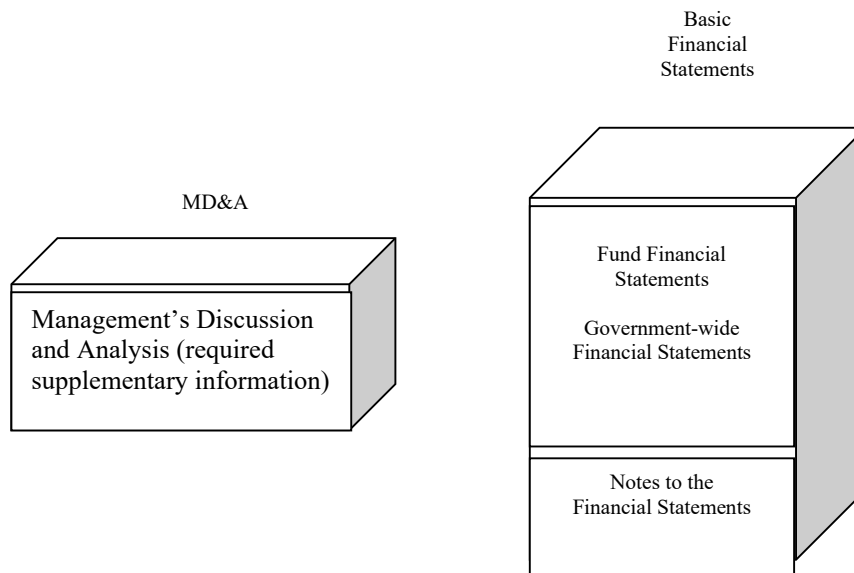 MD&A
Management’s Discussion
and Analysis (required
supplementary information)
Basic
Financial
Statements
Fund Financial
Statements
Government-wide
Financial Statements
Notes to the
Financial Statements